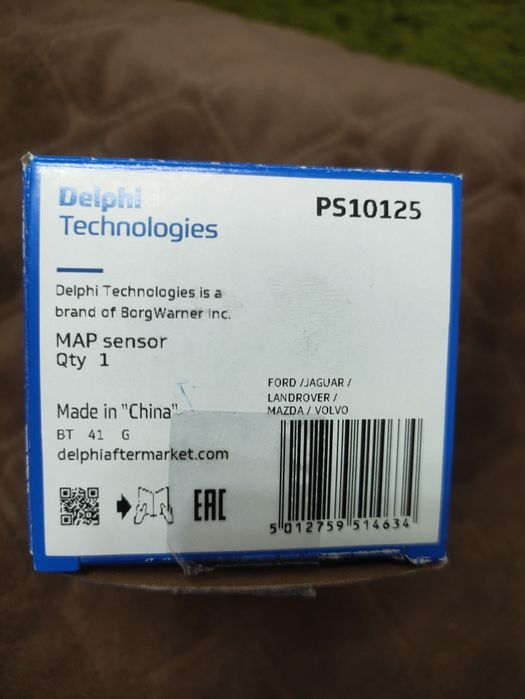 Delphi
Technologies
PS10125
Delphi Technologies is a
brand of BorgWarner Inc.
MAP sensor
Qty 1
FORD /JAGUAR /
LANDROVER /
MAZDA / VOLVO
Made in "China"
BT 41 G
delphiaftermarket.com
EAC
5 012759 514634